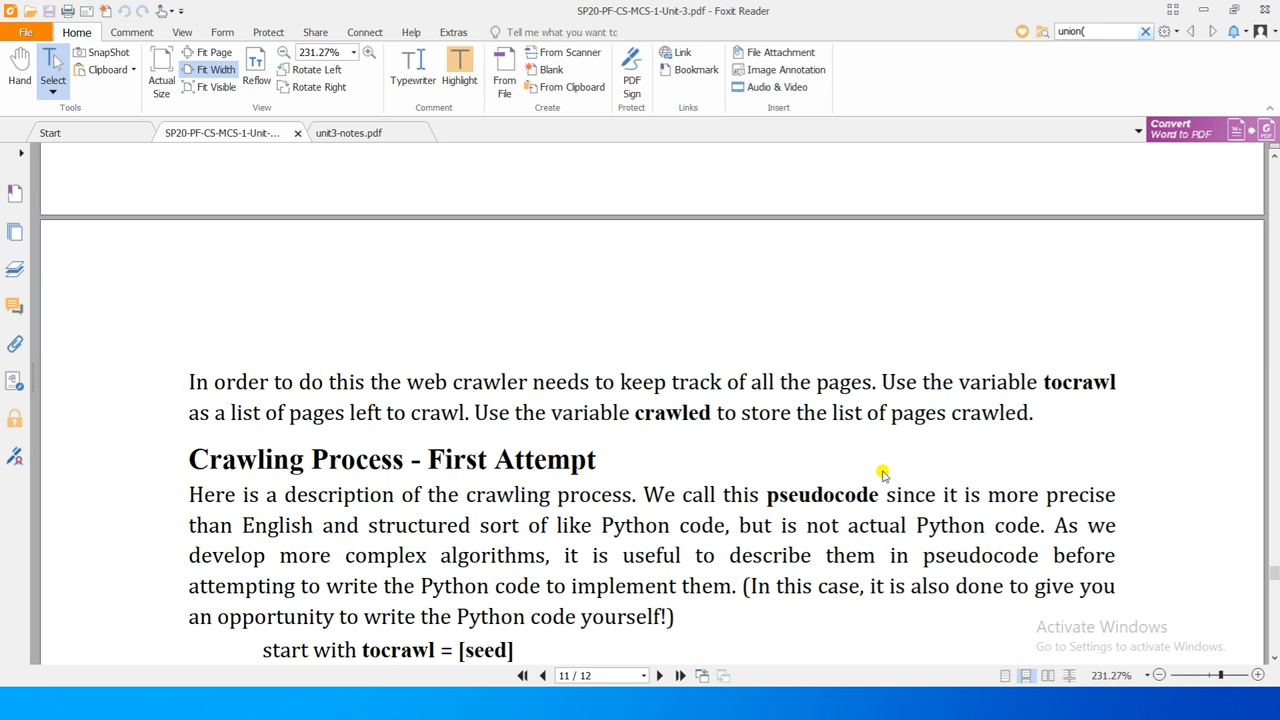 SP20-PF-CS-MCS-1-Unit-3.pdf - Foxit Reader
File Home Comment View Form Protect Share Connect Help Extras Tell me what you want tc union(
Hand
Select
SnapShot
Clipboard
Tools
Actual Size
Fit Page
Fit Width
Fit Visible
Reflow
231.27%
Rotate Left
Rotate Right
View
Typewriter
Highlight
Comment
From File
From Scanner
Blank
From Clipboard
Create
PDF Sign
Protect
Link
Bookmark
Links
File Attachment
Image Annotation
Audio & Video
Insert
Start SP20-PF-CS-MCS-1-Unit-... unit3-notes.pdf
Convert
Word to PDF
In order to do this the web crawler needs to keep track of all the pages. Use the variable tocrawl
as a list of pages left to crawl. Use the variable crawled to store the list of pages crawled.
Crawling Process - First Attempt
Here is a description of the crawling process. We call this pseudocode since it is more precise
than English and structured sort of like Python code, but is not actual Python code. As we
develop more complex algorithms, it is useful to describe them in pseudocode before
attempting to write the Python code to implement them. (In this case, it is also done to give you
an opportunity to write the Python code yourself!)
start with tocrawl = [seed]
Activate Windows
Go to Settings to activate Windows.
11 / 12
231.27%